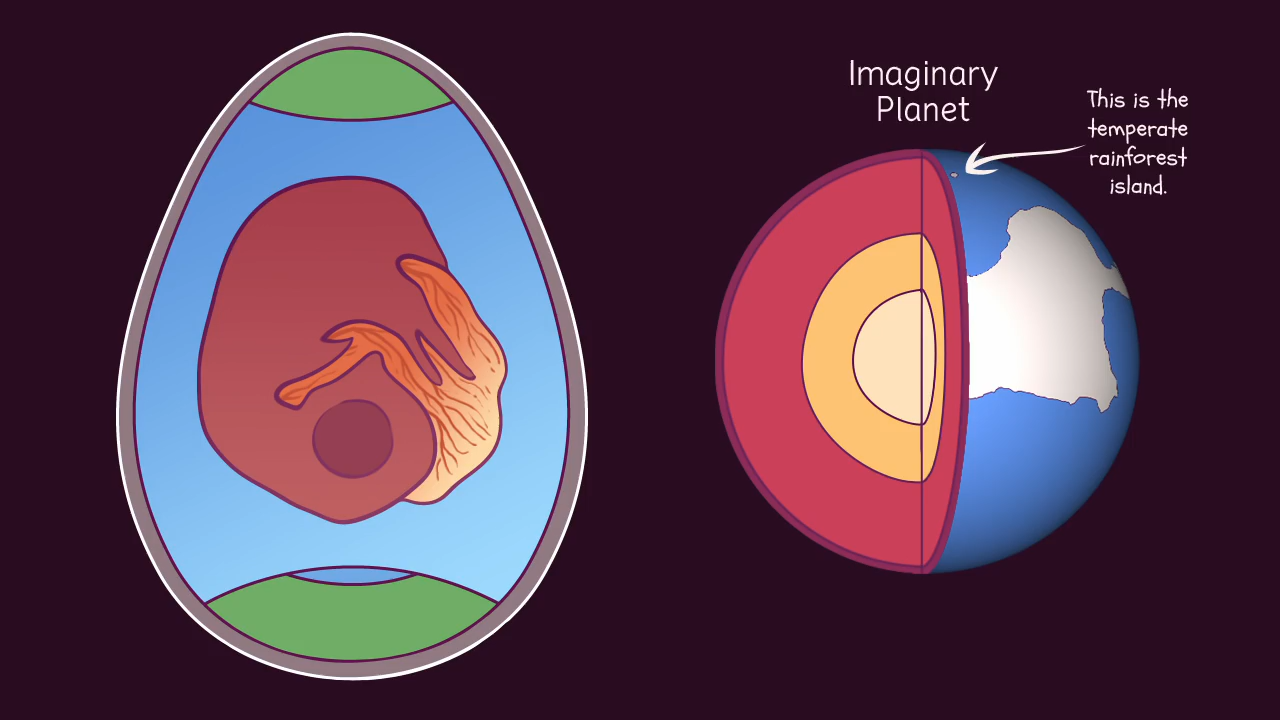 Imaginary
Planet
This is the
temperate
rainforest
island.